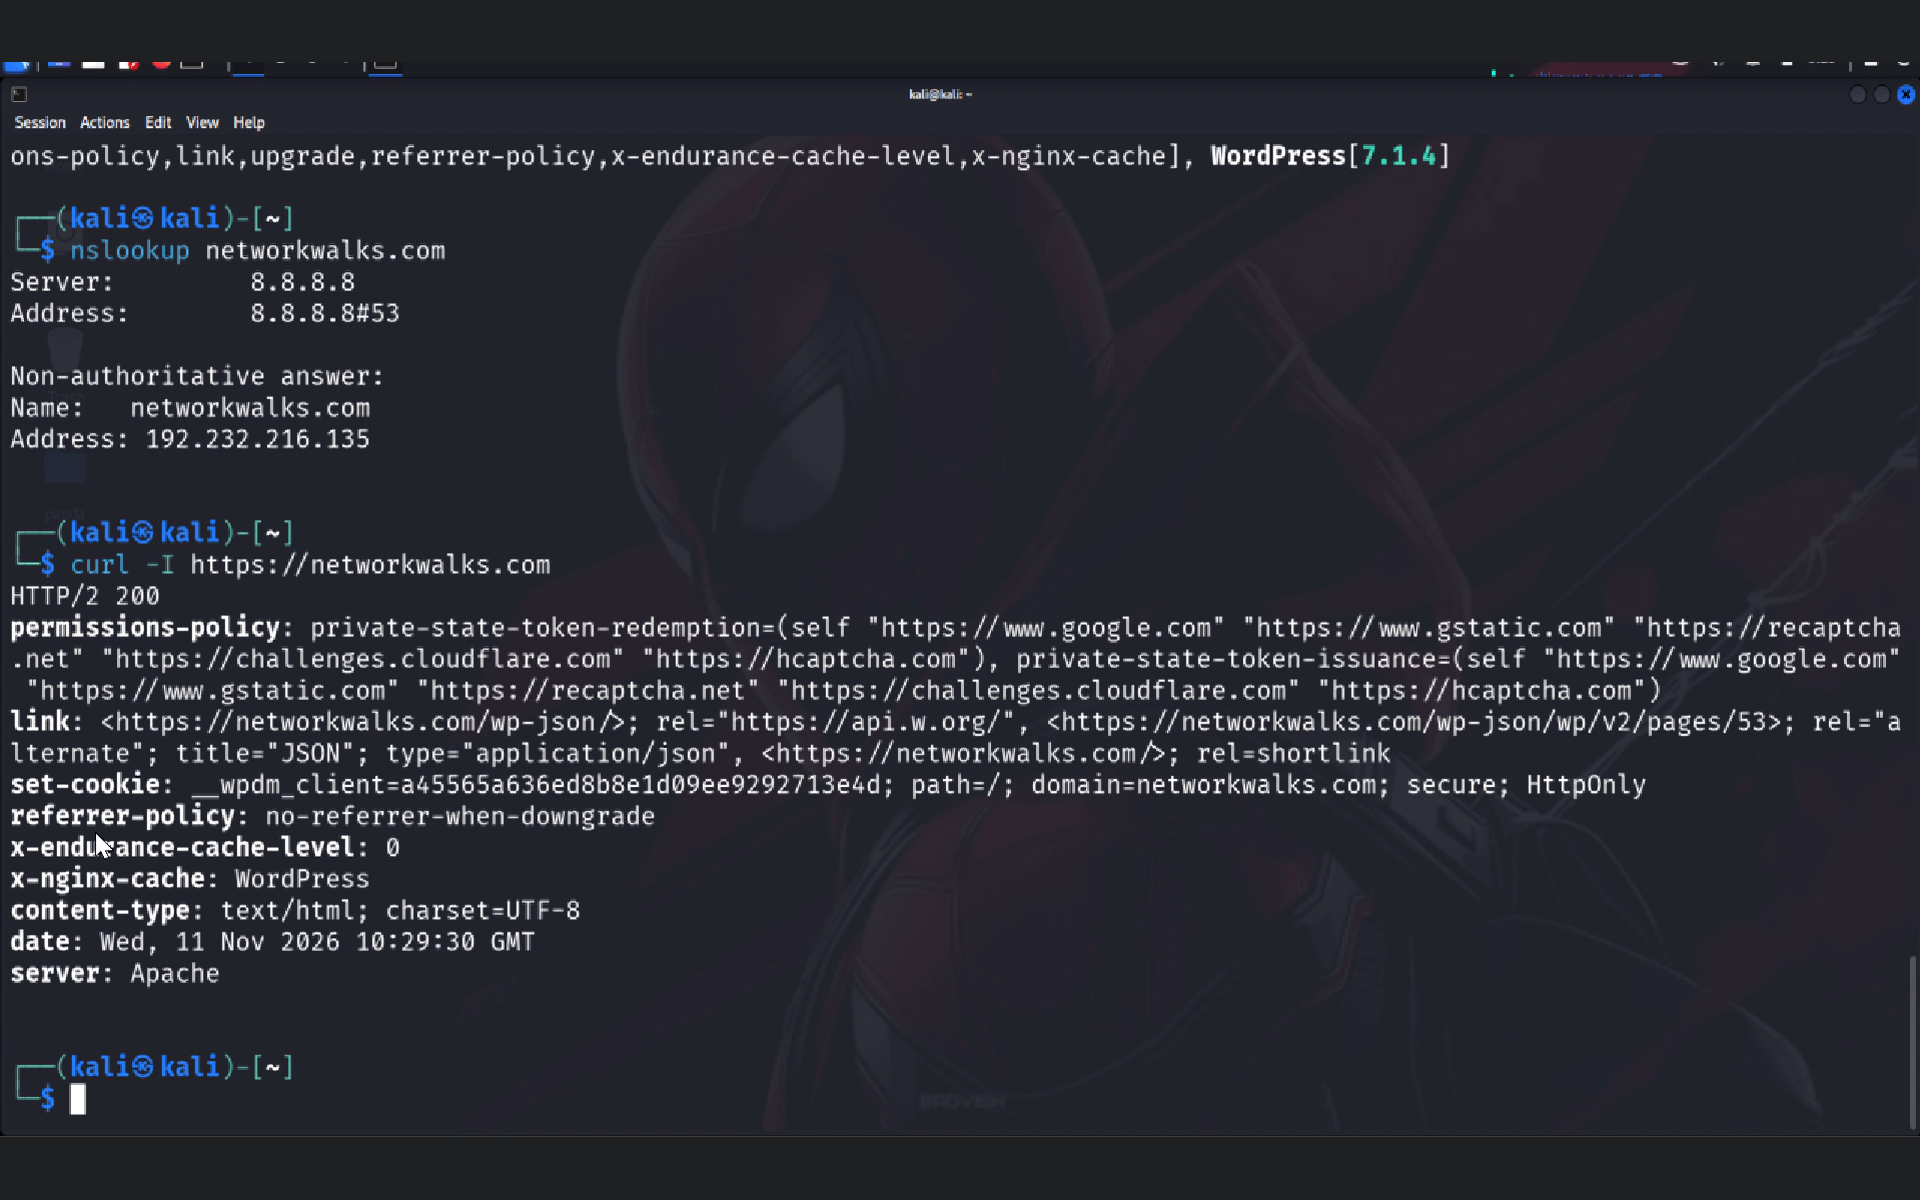 kali@kali: ~
Session Actions Edit View Help
ons-policy,link,upgrade,referrer-policy,x-endurance-cache-level,x-nginx-cache], WordPress[7.1.4]
┌──(kali㉿kali)-[~]
└─$ nslookup networkwalks.com
Server: 8.8.8.8
Address: 8.8.8.8#53
Non-authoritative answer:
Name: networkwalks.com
Address: 192.232.216.135
┌──(kali㉿kali)-[~]
└─$ curl -I https://networkwalks.com
HTTP/2 200
permissions-policy: private-state-token-redemption=(self "https://www.google.com" "https://www.gstatic.com" "https://recaptcha
.net" "https://challenges.cloudflare.com" "https://hcaptcha.com"), private-state-token-issuance=(self "https://www.google.com"
"https://www.gstatic.com" "https://recaptcha.net" "https://challenges.cloudflare.com" "https://hcaptcha.com")
link: <https://networkwalks.com/wp-json/>; rel="https://api.w.org/", <https://networkwalks.com/wp-json/wp/v2/pages/53>; rel="a
lternate"; title="JSON"; type="application/json", <https://networkwalks.com/>; rel=shortlink
set-cookie: __wpdm_client=a45565a636ed8b8e1d09ee9292713e4d; path=/; domain=networkwalks.com; secure; HttpOnly
referrer-policy: no-referrer-when-downgrade
x-endurance-cache-level: 0
x-nginx-cache: WordPress
content-type: text/html; charset=UTF-8
date: Wed, 11 Nov 2026 10:29:30 GMT
server: Apache
┌──(kali㉿kali)-[~]
└─$